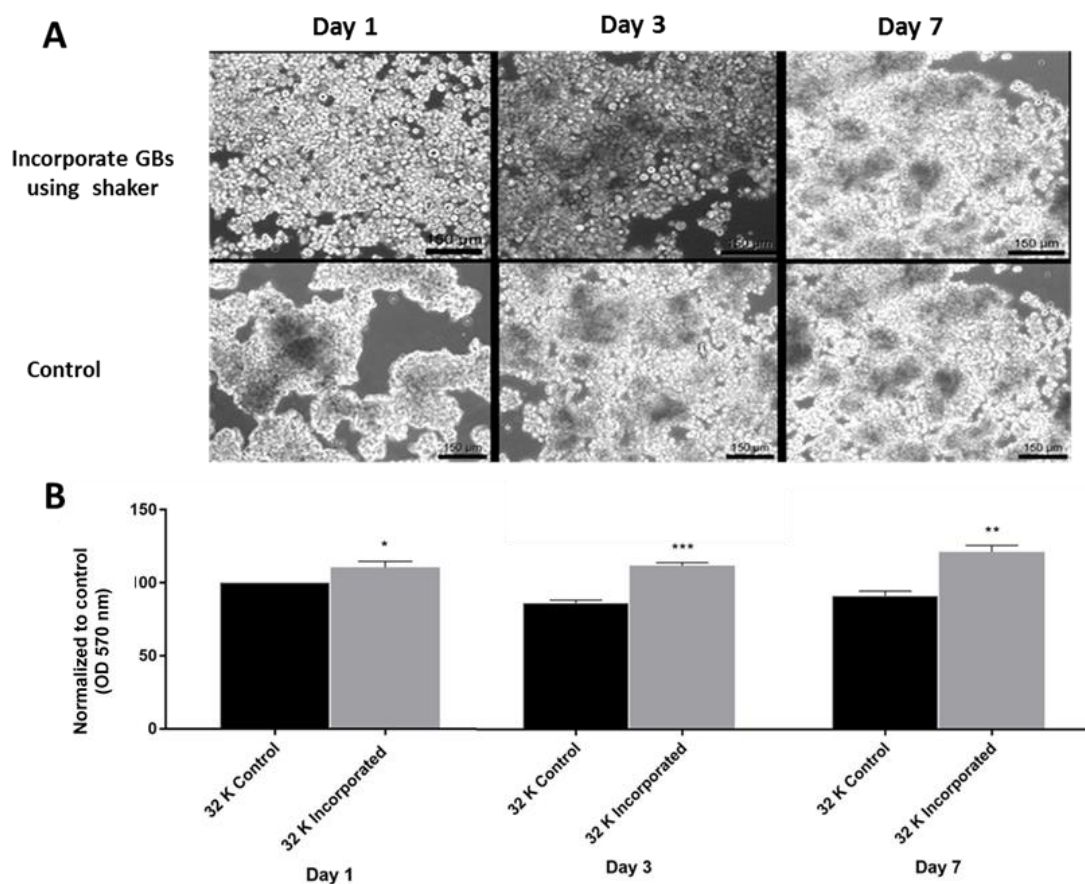 A
Day 1
Day 3
Day 7
Incorporate GBs
using shaker
150 µm
150 µm
150 µm
Control
150 µm
150 µm
150 µm
B
Normalized to control
(OD 570 nm)
150
100
50
0
*
***
**
32 K Control
32 K Incorporated
32 K Control
32 K Incorporated
32 K Control
32 K Incorporated
Day 1
Day 3
Day 7